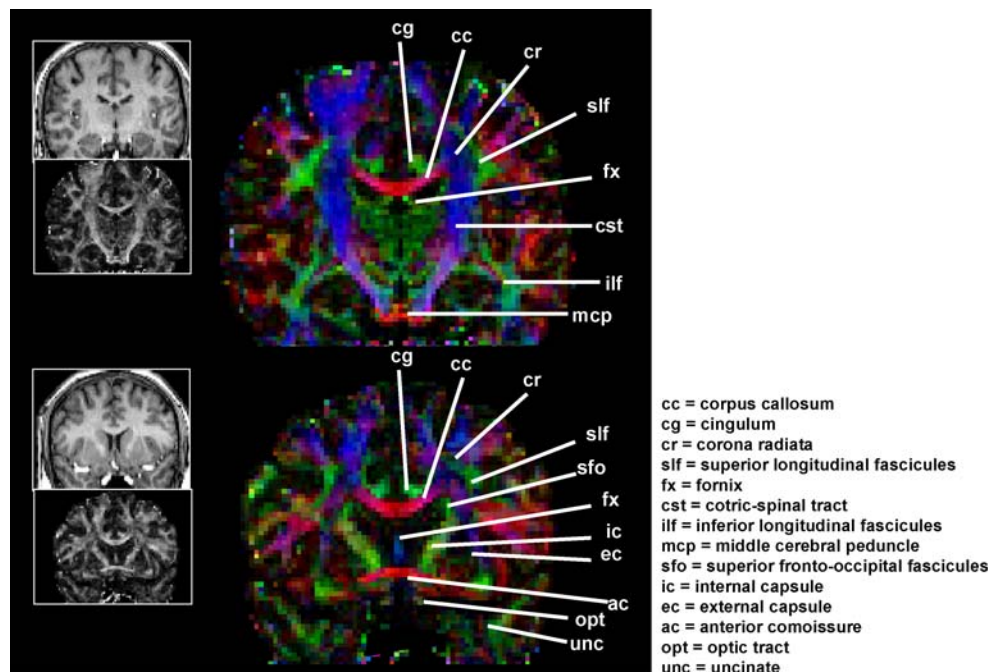 cg
cc
cr
slf
fx
cst
ilf
mcp
cg
cc
cr
slf
sfo
fx
ic
ec
ac
opt
unc
cc = corpus callosum
cg = cingulum
cr = corona radiata
slf = superior longitudinal fascicules
fx = fornix
cst = cotric-spinal tract
ilf = inferior longitudinal fascicules
mcp = middle cerebral peduncle
sfo = superior fronto-occipital fascicules
ic = internal capsule
ec = external capsule
ac = anterior comoissure
opt = optic tract
unc = uncinate